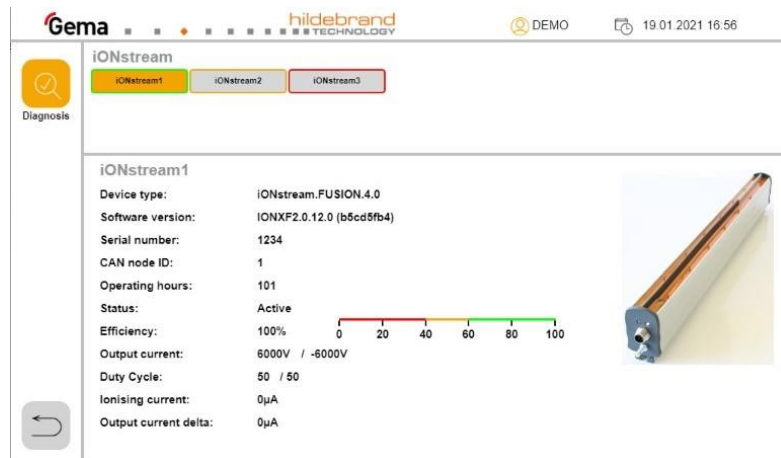 Gema
hildebrand
TECHNOLOGY
DEMO
19.01.2021 16:56
Diagnosis
iONstream
iONstream1
iONstream2
iONstream3
iONstream1
Device type: iONstream.FUSION.4.0
Software version: IONXF2.0.12.0 (b5cd5fb4)
Serial number: 1234
CAN node ID: 1
Operating hours: 101
Status: Active
Efficiency: 100%
0 20 40 60 80 100
Output current: 6000V / -6000V
Duty Cycle: 50 / 50
Ionising current: 0µA
Output current delta: 0µA